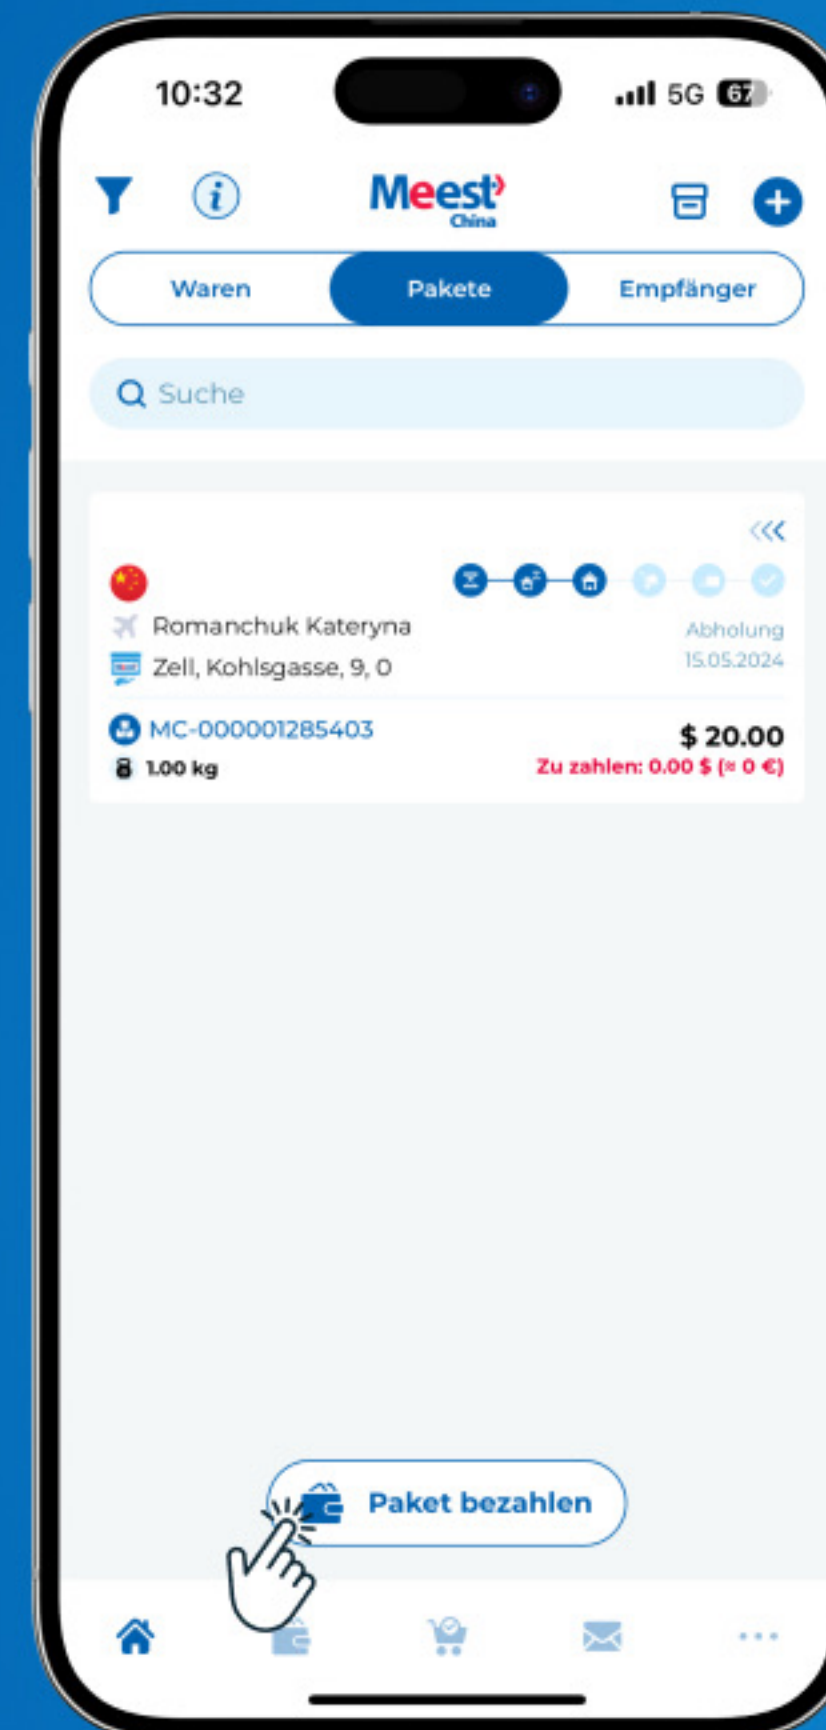 10:32 5G 67
Meest
China
Waren Pakete Empfänger
Suche
Romanchuk Kateryna
Abholung
Zell, Kohlsgasse, 9, 0
15.05.2024
MC-000001285403
$ 20.00
1.00 kg
Zu zahlen: 0.00 $ (≈ 0 €)
Paket bezahlen